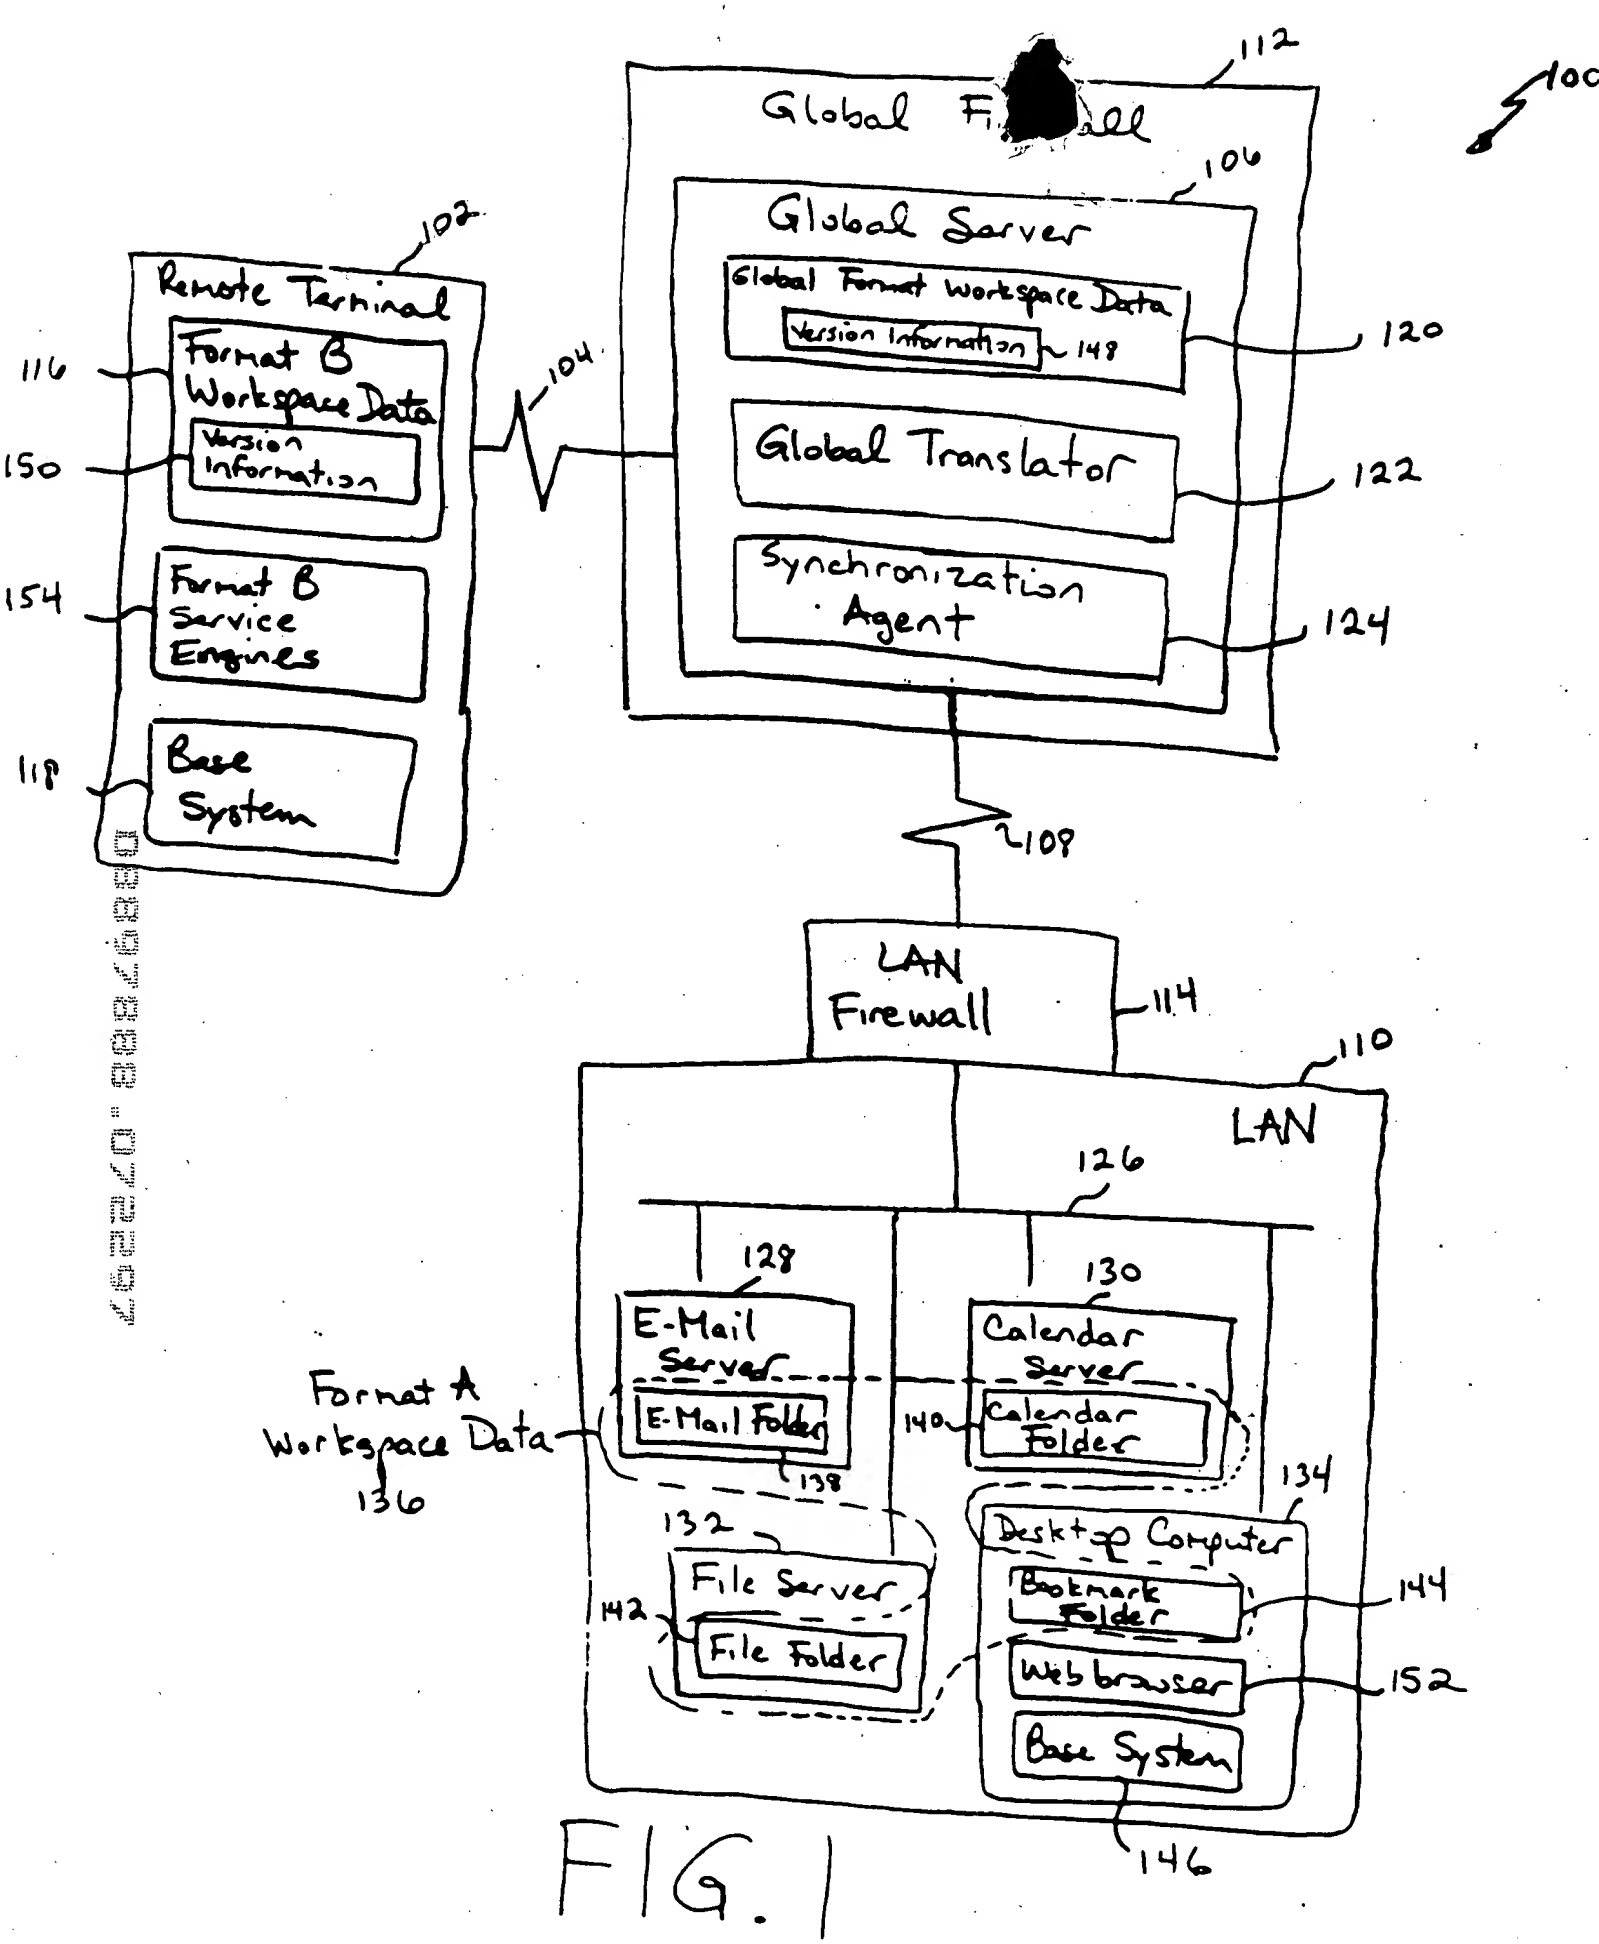 112
100
Global Fi all
106
Global Server
Global Format Workspace Data
Version Information
148
120
Global Translator
122
Synchronization
Agent
124
102
Remote Terminal
116
Format B
Workspace Data
150
Version
Information
154
Format B
Service
Engines
118
Base
System
104
108
LAN
Firewall
114
110
LAN
126
128
E-Mail
Server
E-Mail Folder
138
130
Calendar
Server
140
Calendar
Folder
Format A
Workspace Data
136
132
File Server
142
File Folder
134
Desktop Computer
Bookmark
Folder
144
Web browser
152
Base System
146
08897888.072297
FIG. 1